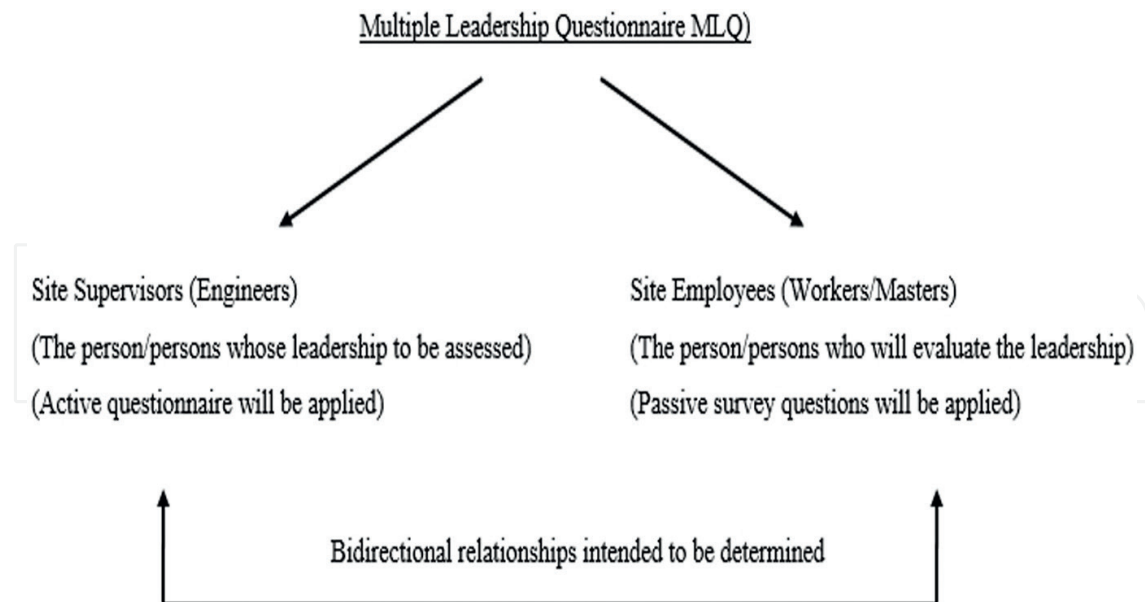 Multiple Leadership Questionnaire MLQ)
Site Supervisors (Engineers)
(The person/persons whose leadership to be assessed)
(Active questionnaire will be applied)
Site Employees (Workers/Masters)
(The person/persons who will evaluate the leadership)
(Passive survey questions will be applied)
Bidirectional relationships intended to be determined